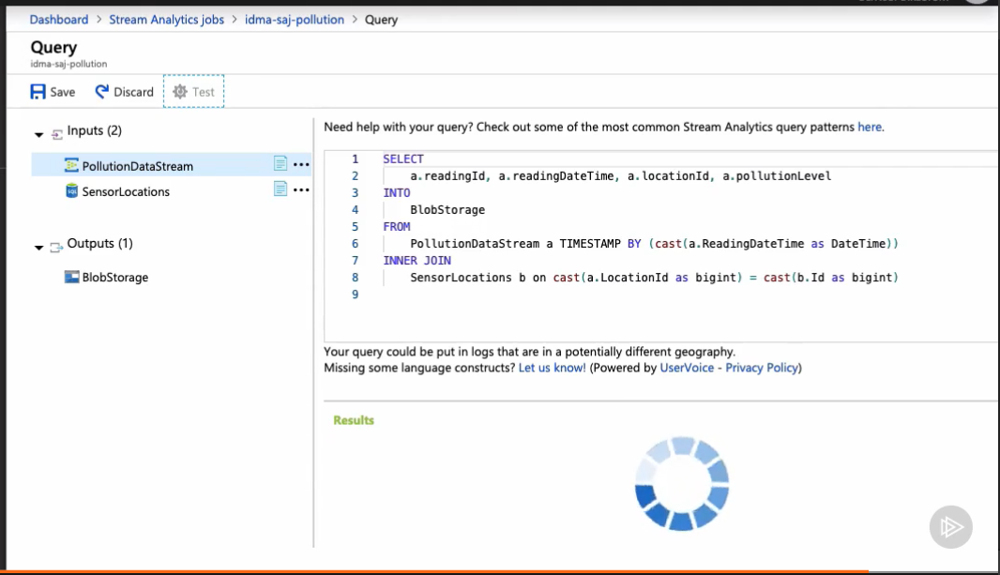 Dashboard > Stream Analytics jobs > idma-saj-pollution > Query
Query
idma-saj-pollution
Save Discard Test
Inputs (2)
PollutionDataStream
SQL SensorLocations
Outputs (1)
BlobStorage
Need help with your query? Check out some of the most common Stream Analytics query patterns here.
1 SELECT
2 a.readingId, a.readingDateTime, a.locationId, a.pollutionLevel
3 INTO
4 BlobStorage
5 FROM
6 PollutionDataStream a TIMESTAMP BY (cast(a.ReadingDateTime as DateTime))
7 INNER JOIN
8 SensorLocations b on cast(a.LocationId as bigint) = cast(b.Id as bigint)
9
Your query could be put in logs that are in a potentially different geography.
Missing some language constructs? Let us know! (Powered by UserVoice - Privacy Policy)
Results